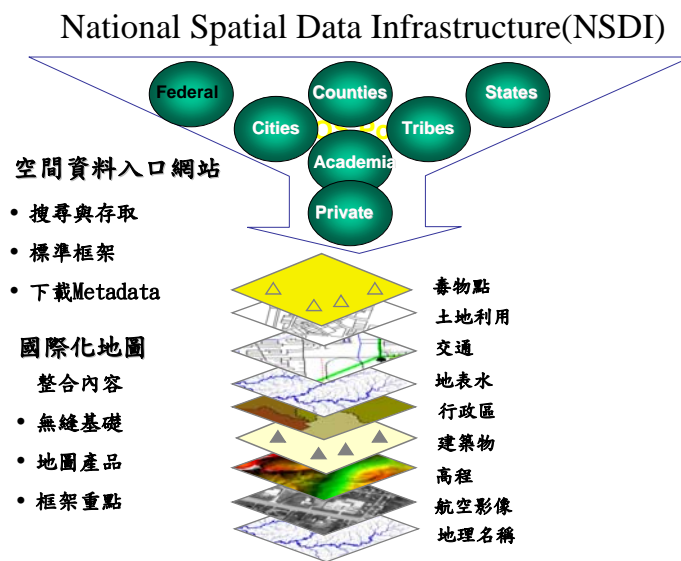 National Spatial Data Infrastructure(NSDI)
Federal
Counties
States
Cities
Tribes
Academia
Private
空間資料入口網站
• 搜尋與存取
• 標準框架
• 下載Metadata
國際化地圖
整合內容
• 無縫基礎
• 地圖產品
• 框架重點
毒物點
土地利用
交通
地表水
行政區
建築物
高程
航空影像
地理名稱